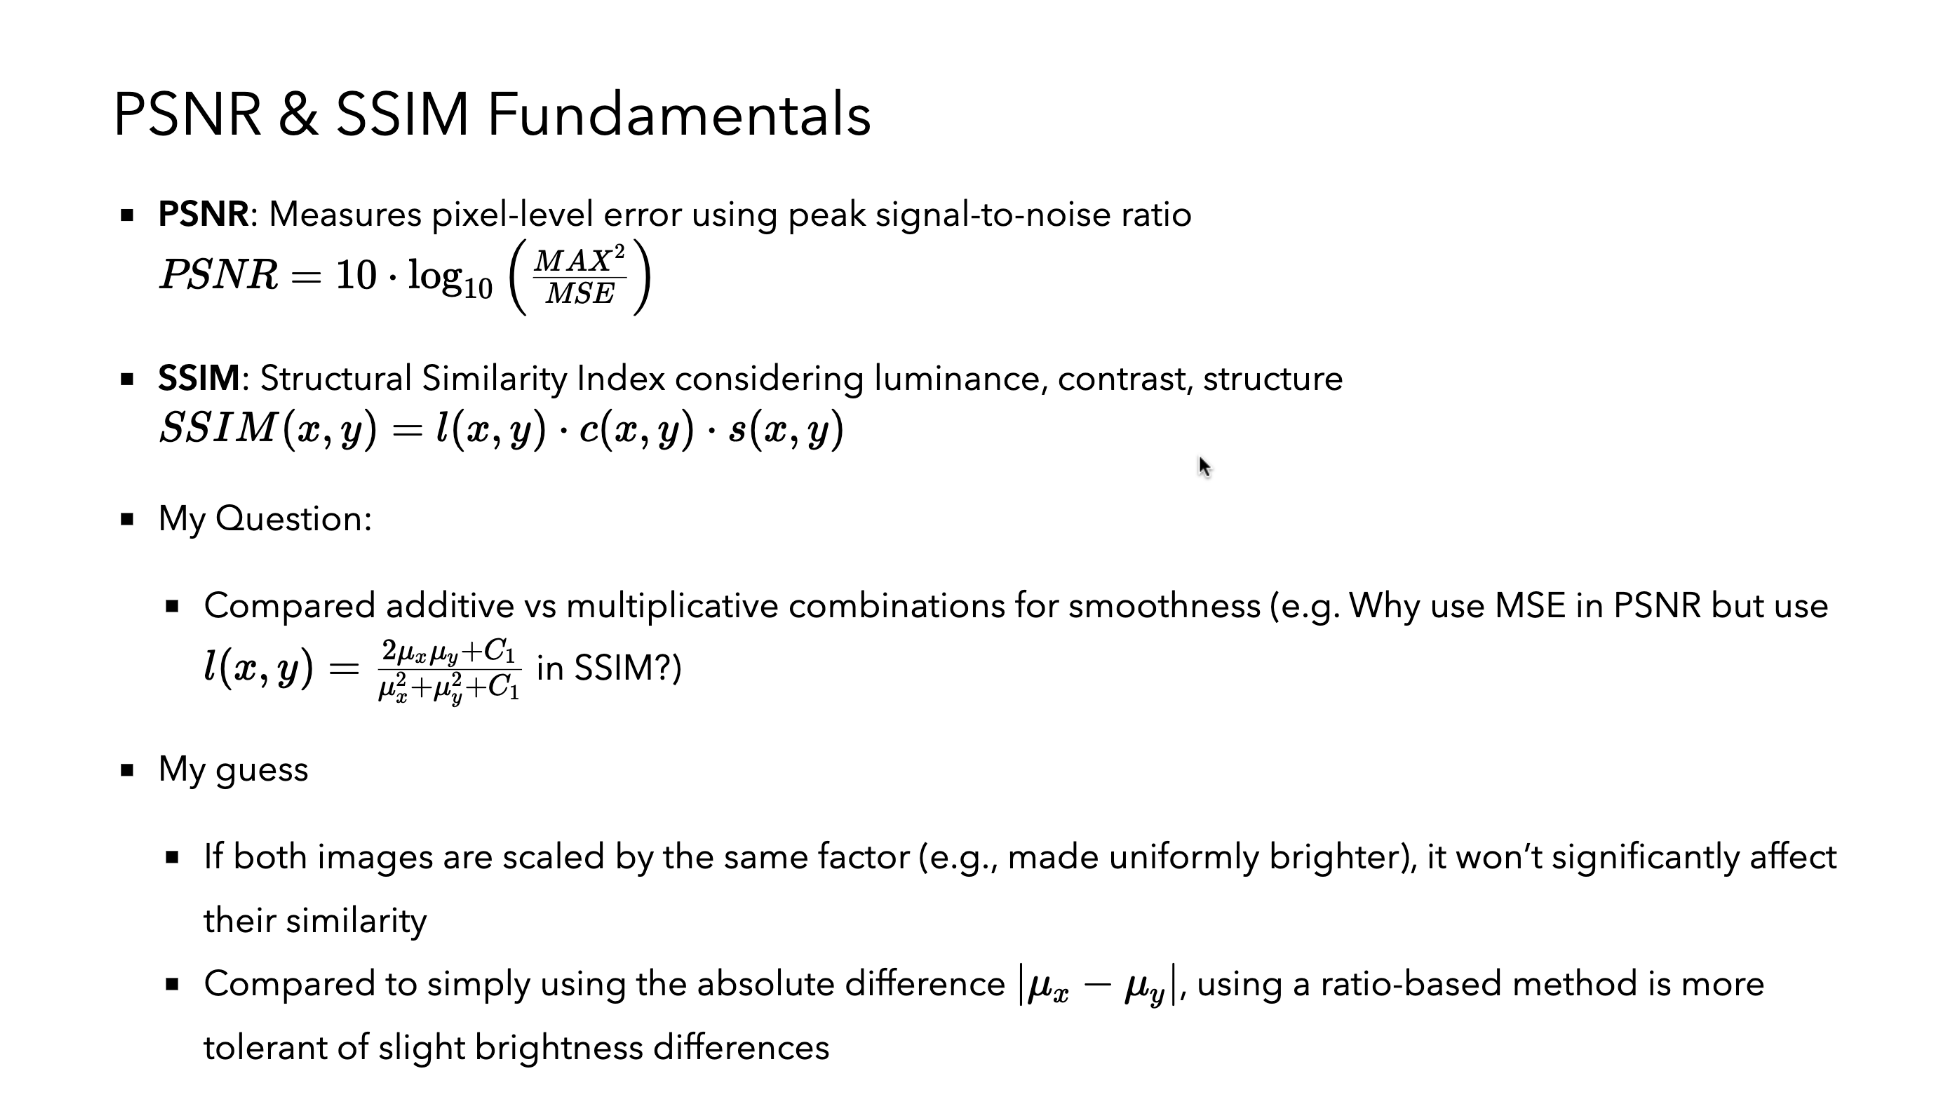 PSNR & SSIM Fundamentals
▪ PSNR: Measures pixel-level error using peak signal-to-noise ratio
PSNR = 10 · log₁₀ (MAX²/MSE)
▪ SSIM: Structural Similarity Index considering luminance, contrast, structure
SSIM(x, y) = l(x, y) · c(x, y) · s(x, y)
▪ My Question:
▪ Compared additive vs multiplicative combinations for smoothness (e.g. Why use MSE in PSNR but use
l(x, y) = (2μₓμᵧ+C₁)/(μₓ²+μᵧ²+C₁) in SSIM?)
▪ My guess
▪ If both images are scaled by the same factor (e.g., made uniformly brighter), it won’t significantly affect
their similarity
▪ Compared to simply using the absolute difference |μₓ − μᵧ|, using a ratio-based method is more
tolerant of slight brightness differences